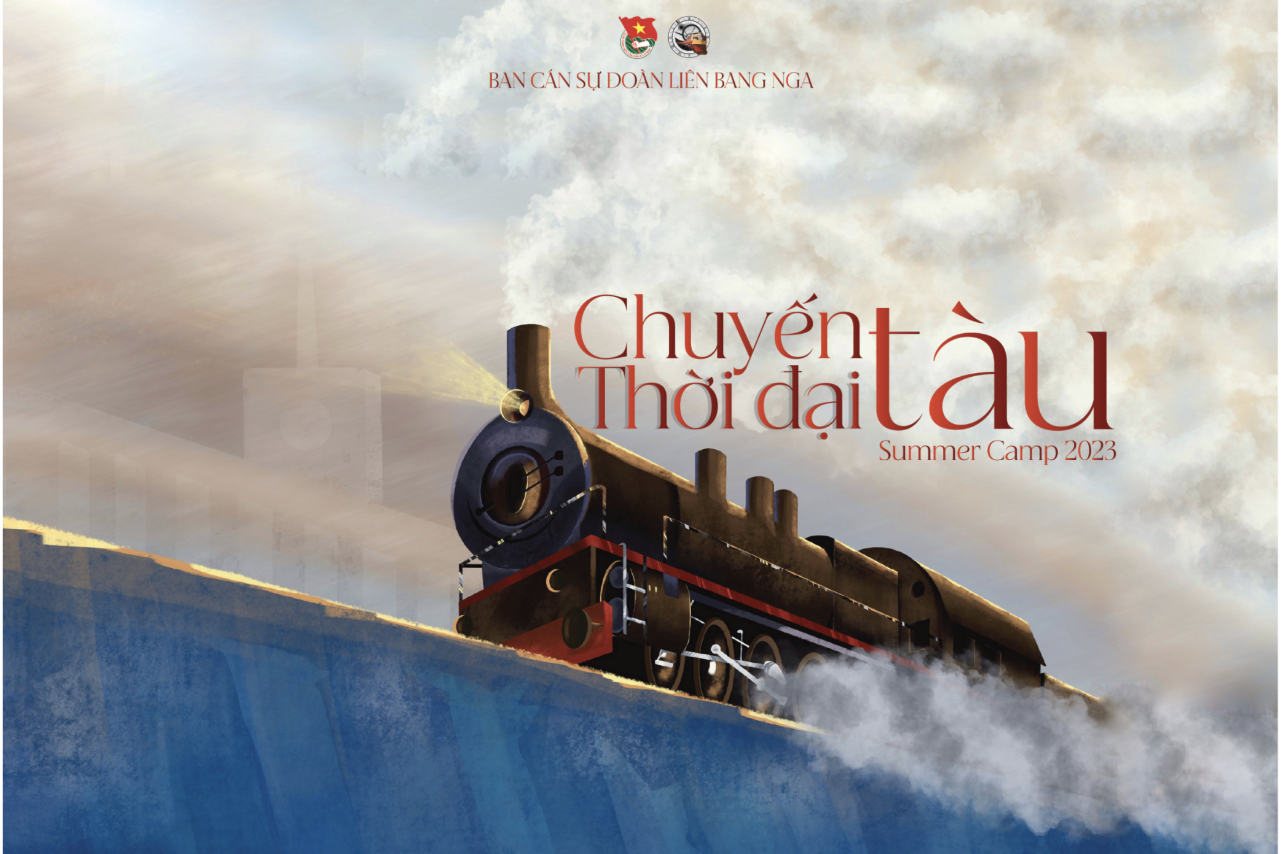 BAN CÁN SỰ ĐOÀN LIÊN BANG NGA
Chuyến tàu
Thời đại
Summer Camp 2023